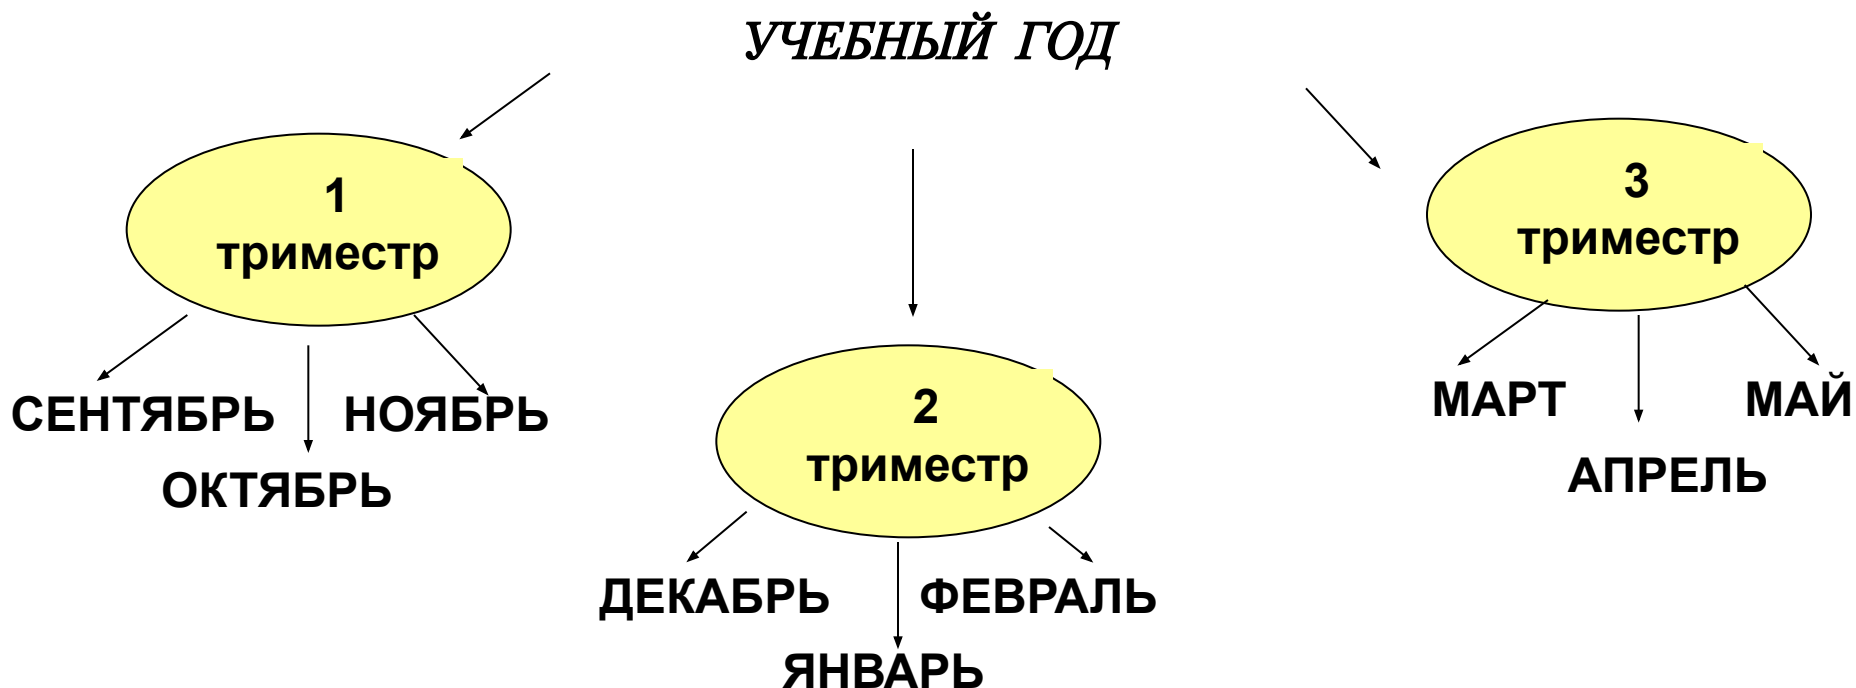 УЧЕБНЫЙ ГОД
1
триместр
СЕНТЯБРЬ
ОКТЯБРЬ
НОЯБРЬ
2
триместр
ДЕКАБРЬ
ЯНВАРЬ
ФЕВРАЛЬ
3
триместр
МАРТ
АПРЕЛЬ
МАЙ